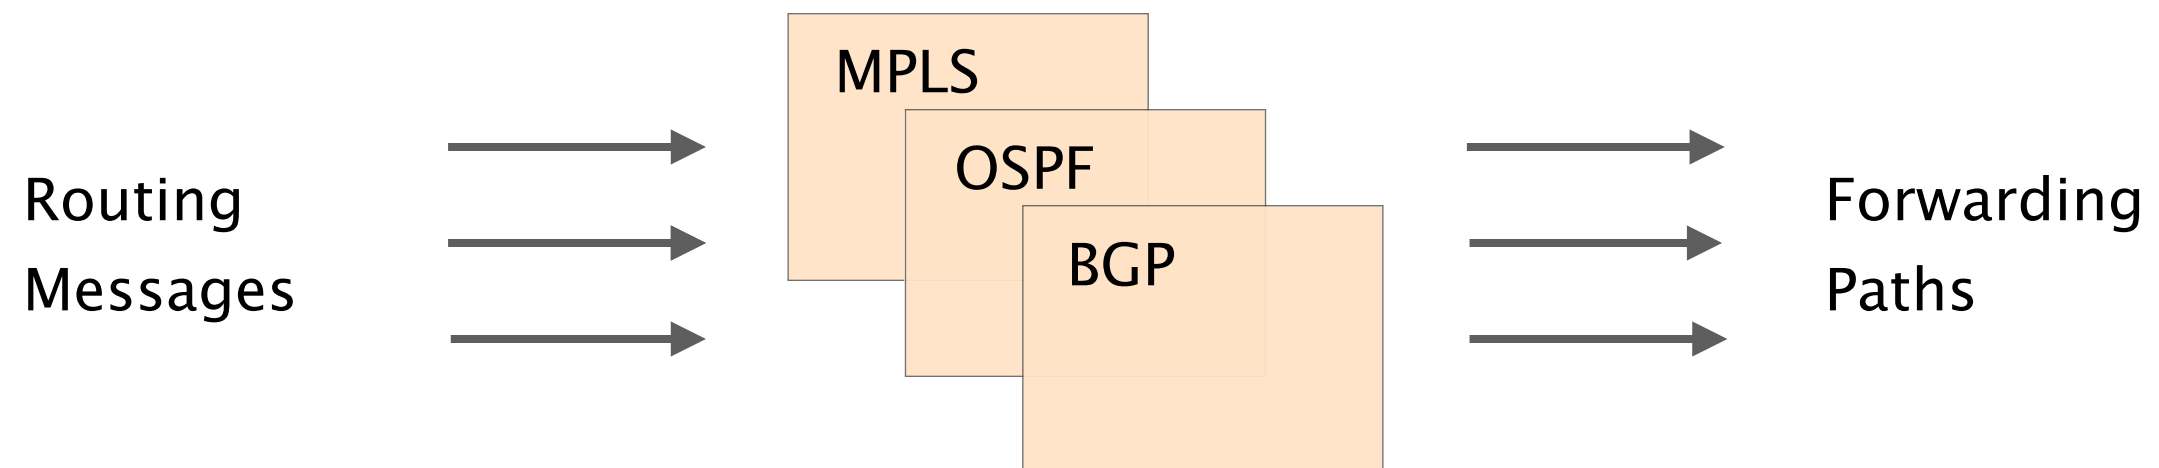 Routing
Messages
MPLS
OSPF
BGP
Forwarding
Paths